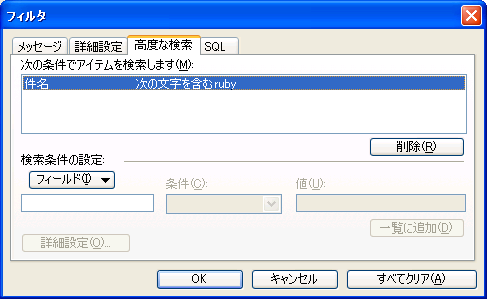 フィルタ
メッセージ 詳細設定 高度な検索 SQL
次の条件でアイテムを検索します(M):
件名 次の文字を含む ruby
削除(R)
検索条件の設定:
フィールド(I) 条件(C): 値(U):
一覧に追加(D)
詳細設定(O)...
OK キャンセル すべてクリア(A)